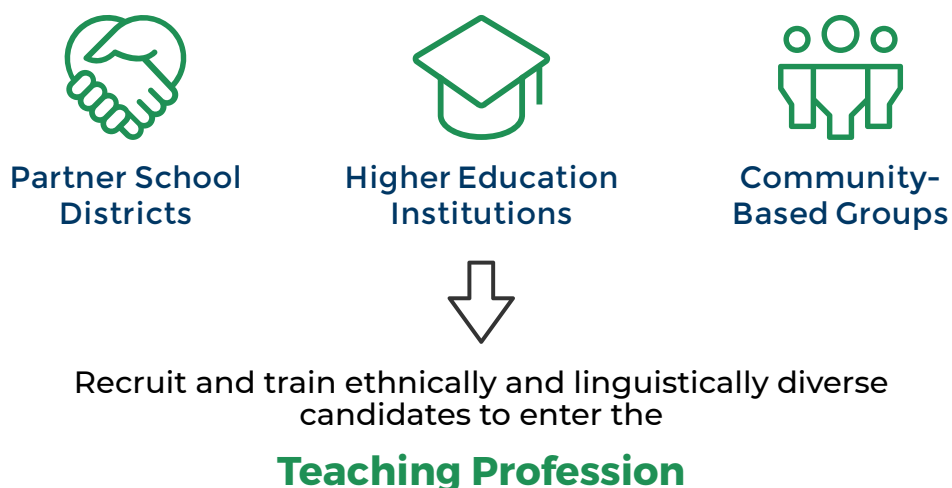 Partner School
Districts
Higher Education
Institutions
Community-
Based Groups
Recruit and train ethnically and linguistically diverse
candidates to enter the
Teaching Profession